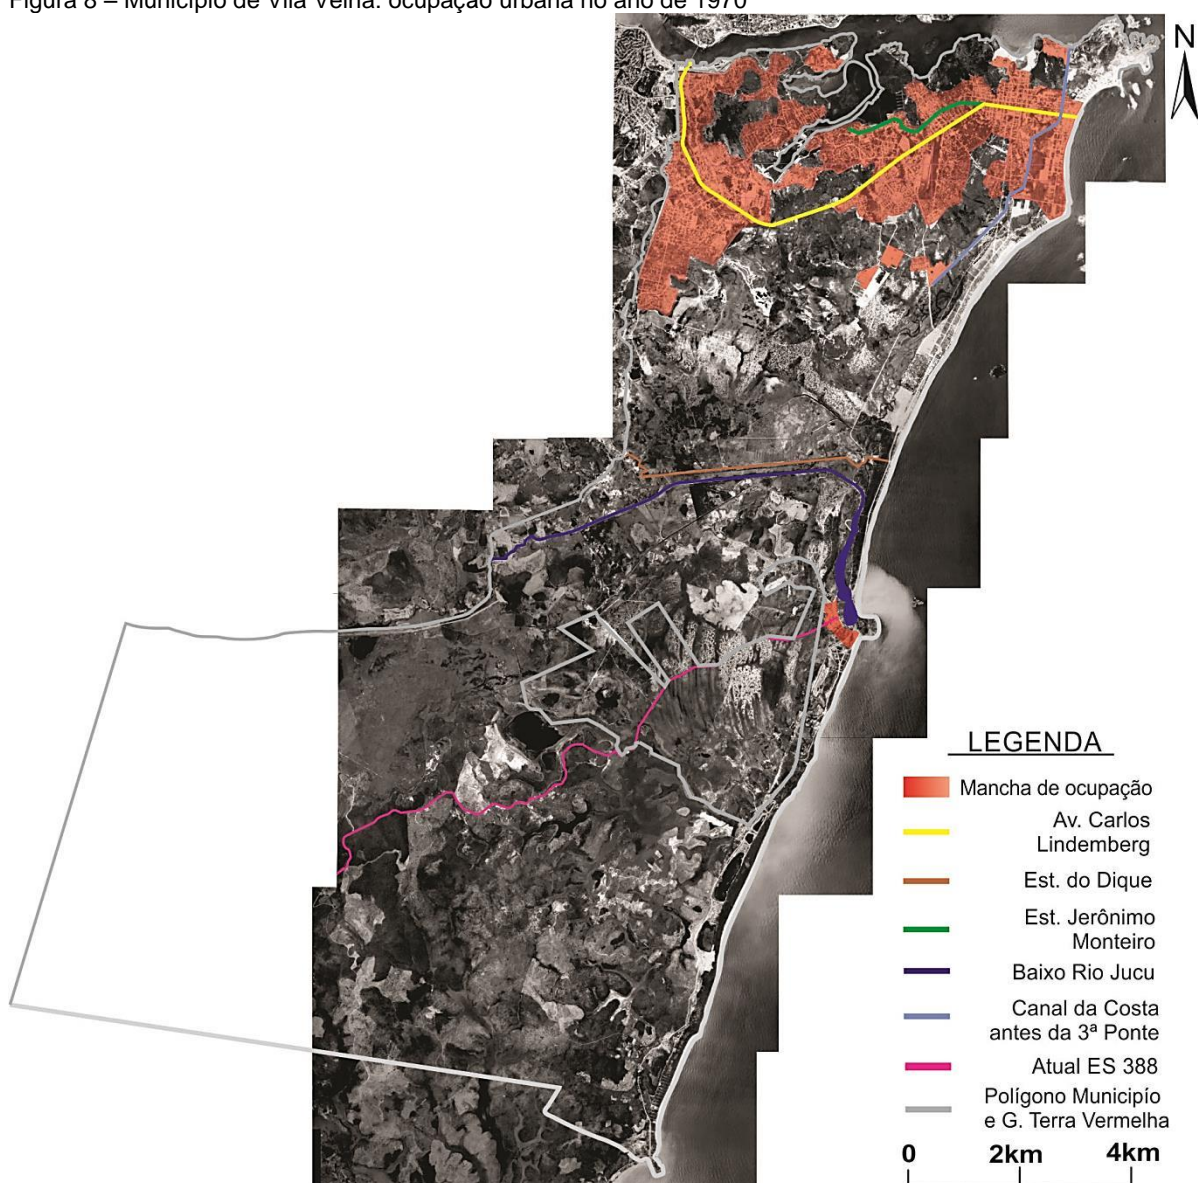 Figura 8 – Município de Vila Velha: ocupação urbana no ano de 1970
N
LEGENDA
Mancha de ocupação
Av. Carlos
Lindemberg
Est. do Dique
Est. Jerônimo
Monteiro
Baixo Rio Jucu
Canal da Costa
antes da 3ª Ponte
Atual ES 388
Polígono Municipío
e G. Terra Vermelha
0 2km 4km